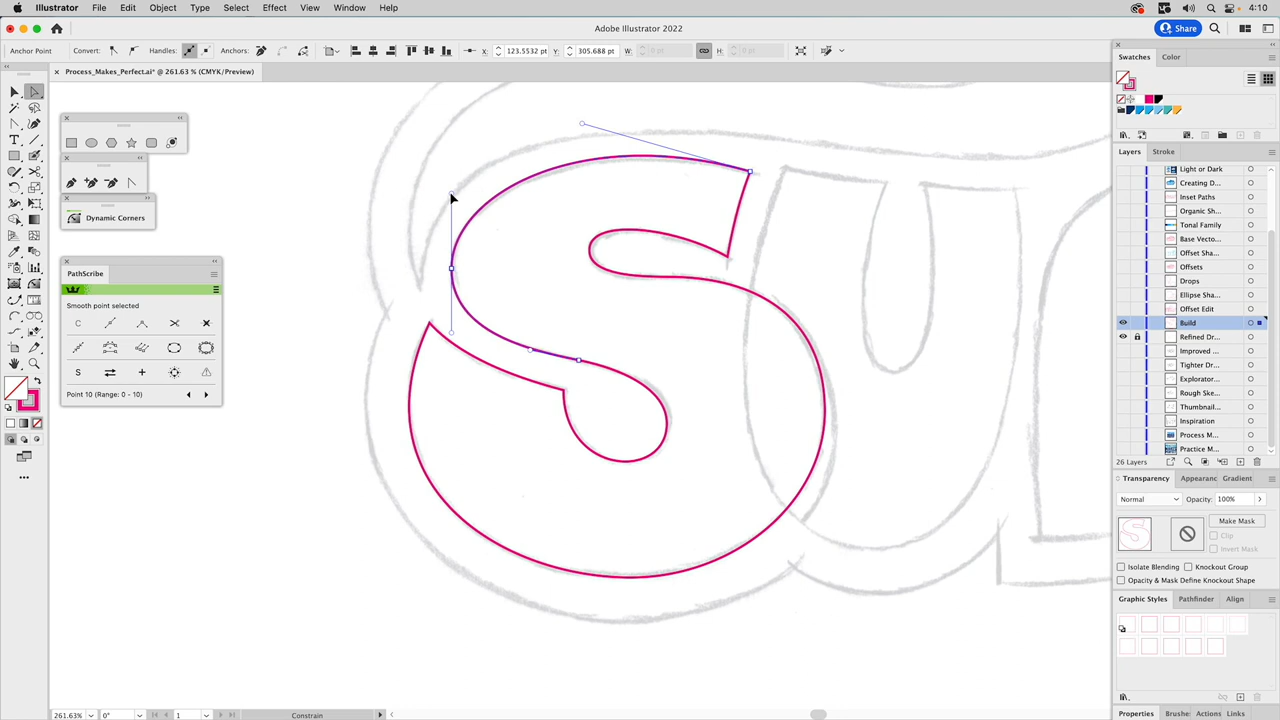 Illustrator File Edit Object Type Select Effect View Window Help 4:10
Adobe Illustrator 2022
Share
Anchor Point Convert: Handles: Anchors: X: 123.5532 pt Y: 305.688 pt W: 0 pt H: 0 pt
Process_Makes_Perfect.ai* @ 261.63 % (CMYK/Preview)
Dynamic Corners
PathScribe
Smooth point selected
Point 10 (Range: 0 - 10)
SU
Swatches Color
Layers Stroke
Light or Dark
Creating D...
Inset Paths
Organic Sh...
Tonal Family
Base Vecto...
Offset Sha...
Offsets
Drops
Ellipse Sha...
Offset Edit
Build
Refined Dr...
Improved ...
Tighter Dr...
Explorator...
Rough Ske...
Thumbnail...
Inspiration
Process M...
Practice M...
26 Layers
Transparency Appearanc Gradient
Normal Opacity: 100%
Make Mask
Clip
Invert Mask
Isolate Blending Knockout Group
Opacity & Mask Define Knockout Shape
Graphic Styles Pathfinder Align
Properties Brushe Actions Links
261.63% 0° 1 Constrain